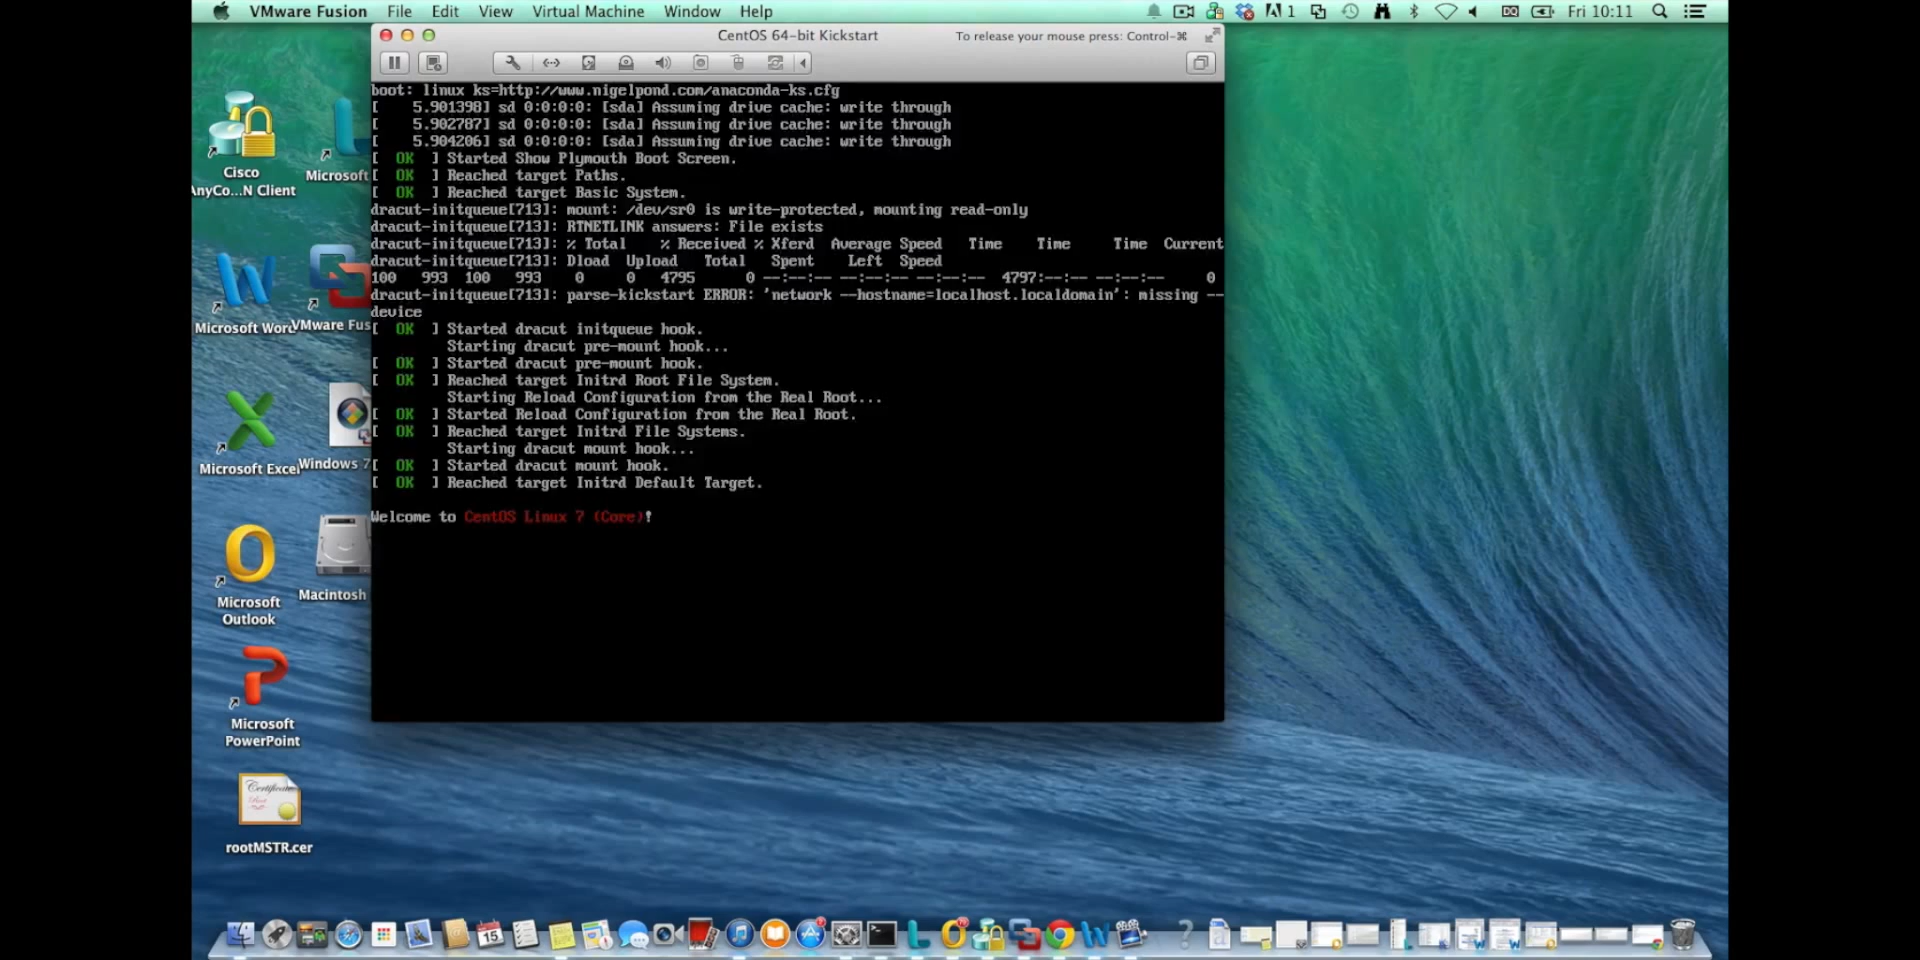 VMware Fusion File Edit View Virtual Machine Window Help 1 Fri 10:11
CentOS 64-bit Kickstart To release your mouse press: Control-⌘
boot: linux ks=http://www.nigelpond.com/anaconda-ks.cfg
[    5.901398] sd 0:0:0:0: [sda] Assuming drive cache: write through
[    5.902787] sd 0:0:0:0: [sda] Assuming drive cache: write through
[    5.904206] sd 0:0:0:0: [sda] Assuming drive cache: write through
[  OK  ] Started Show Plymouth Boot Screen.
[  OK  ] Reached target Paths.
[  OK  ] Reached target Basic System.
dracut-initqueue[713]: mount: /dev/sr0 is write-protected, mounting read-only
dracut-initqueue[713]: RTNETLINK answers: File exists
dracut-initqueue[713]: % Total    % Received % Xferd  Average Speed   Time    Time     Time  Current
dracut-initqueue[713]: Dload  Upload   Total   Spent    Left  Speed
100   993  100   993    0     0   4795      0 --:--:-- --:--:-- --:--:--  4797:--:-- --:--:--     0
dracut-initqueue[713]: parse-kickstart ERROR: 'network --hostname=localhost.localdomain': missing --
device
[  OK  ] Started dracut initqueue hook.
Starting dracut pre-mount hook...
[  OK  ] Started dracut pre-mount hook.
[  OK  ] Reached target Initrd Root File System.
Starting Reload Configuration from the Real Root...
[  OK  ] Started Reload Configuration from the Real Root.
[  OK  ] Reached target Initrd File Systems.
Starting dracut mount hook...
[  OK  ] Started dracut mount hook.
[  OK  ] Reached target Initrd Default Target.
Welcome to CentOS Linux 7 (Core)!
Cisco
AnyCo...N Client
Microsoft
Microsoft Word
VMware Fus
Microsoft Excel
Windows 7
Microsoft
Outlook
Macintosh
Microsoft
PowerPoint
Certificate
rootMSTR.cer
15